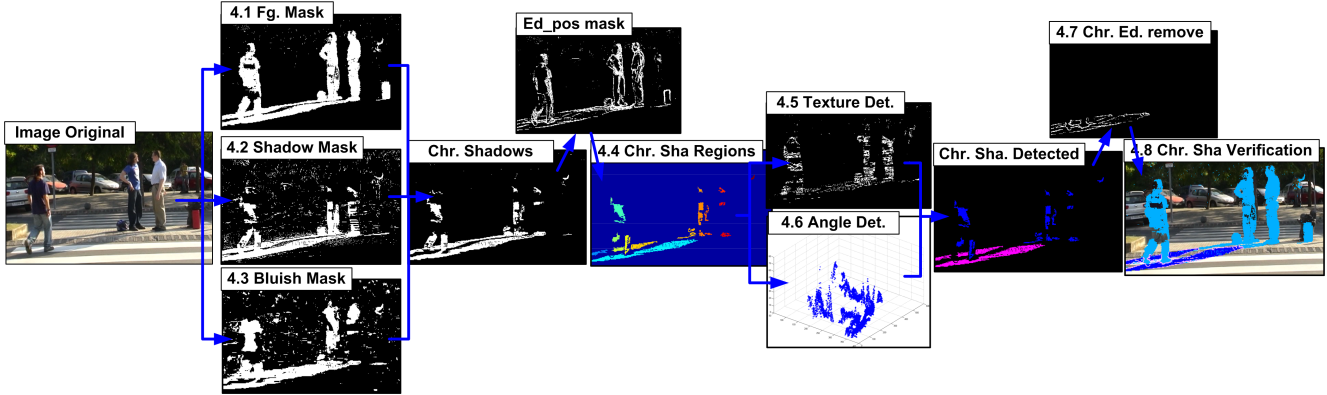 Image Original
4.1 Fg. Mask
4.2 Shadow Mask
4.3 Bluish Mask
Chr. Shadows
Ed_pos mask
4.4 Chr. Sha Regions
4.5 Texture Det.
4.6 Angle Det.
Chr. Sha. Detected
4.7 Chr. Ed. remove
4.8 Chr. Sha Verification